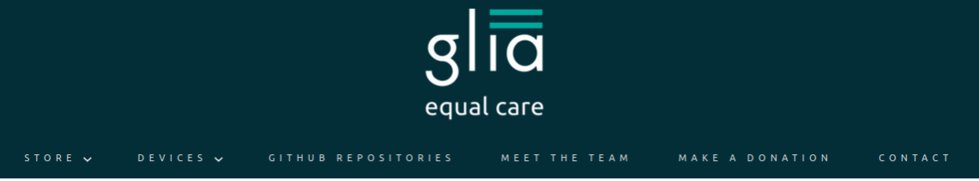 glia
equal care
STORE DEVICES GITHUB REPOSITORIES MEET THE TEAM MAKE A DONATION CONTACT